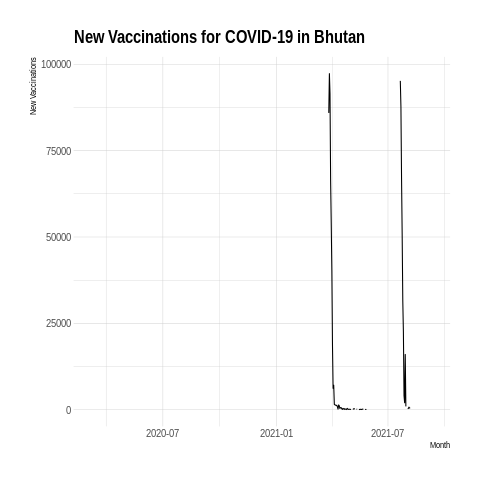 New Vaccinations for COVID-19 in Bhutan
New Vaccinations
100000
75000
50000
25000
0
2020-07
2021-01
2021-07
Month